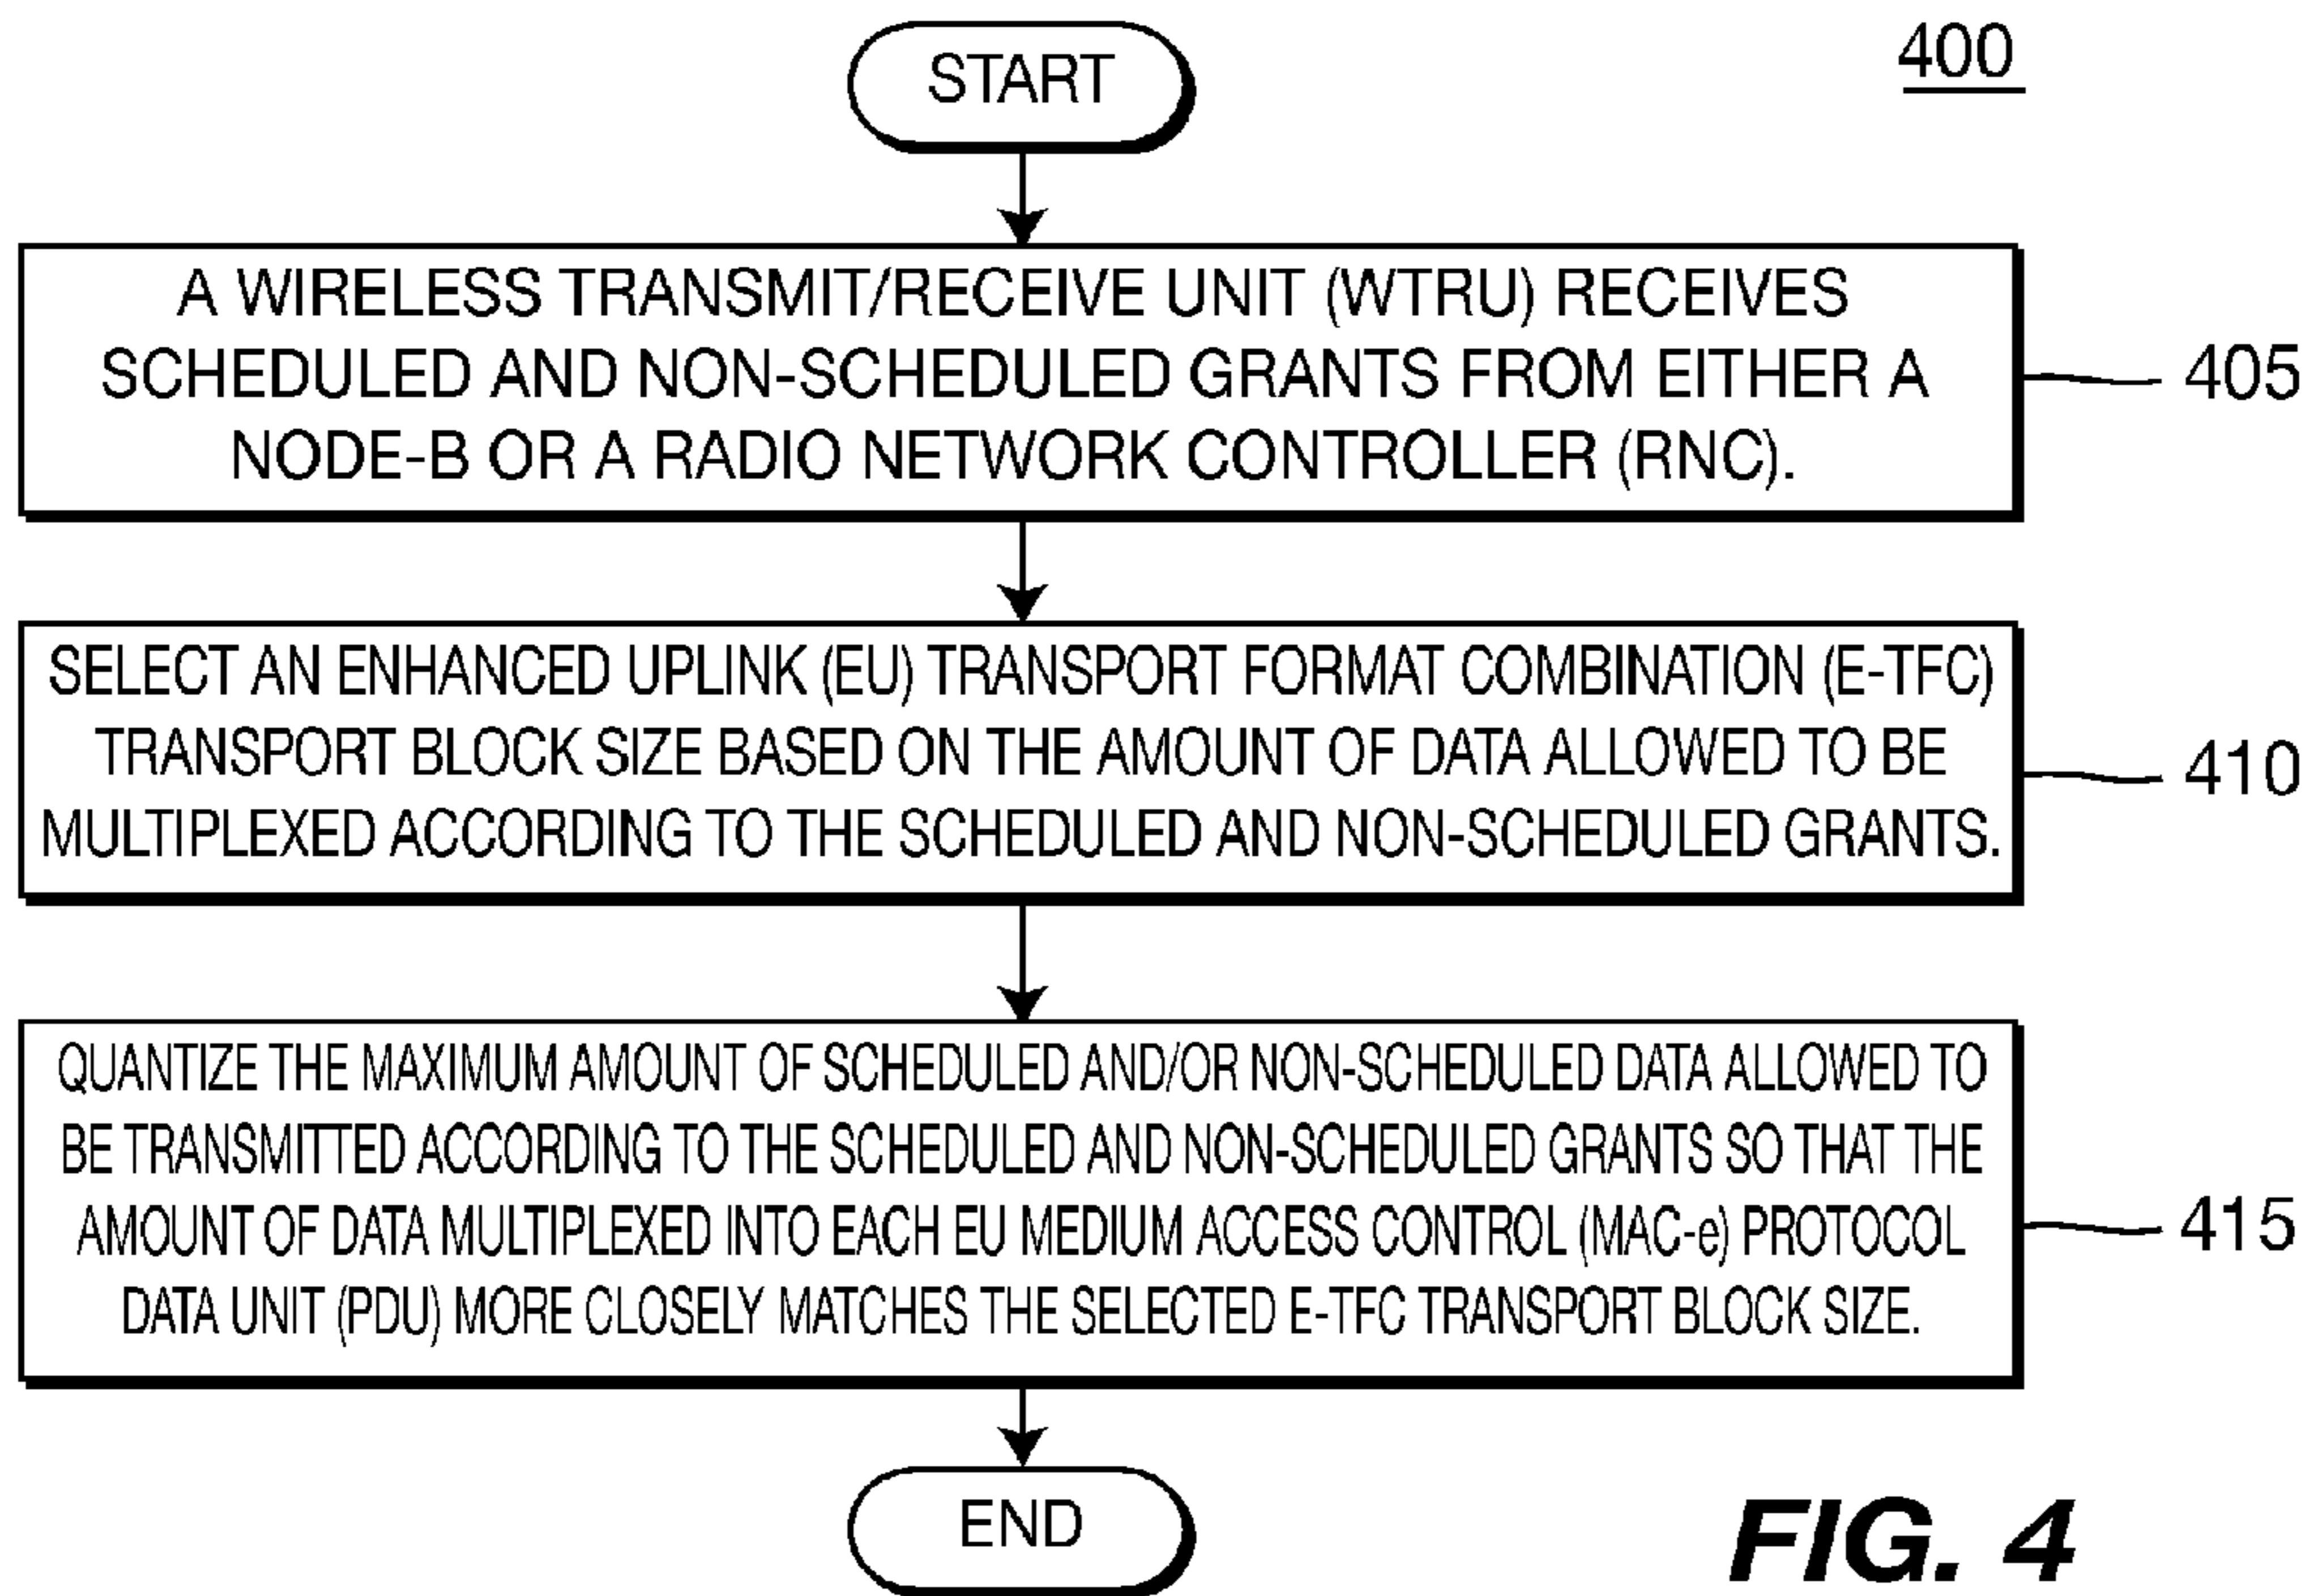 START
400
A WIRELESS TRANSMIT/RECEIVE UNIT (WTRU) RECEIVES
SCHEDULED AND NON-SCHEDULED GRANTS FROM EITHER A
NODE-B OR A RADIO NETWORK CONTROLLER (RNC).
405
SELECT AN ENHANCED UPLINK (EU) TRANSPORT FORMAT COMBINATION (E-TFC)
TRANSPORT BLOCK SIZE BASED ON THE AMOUNT OF DATA ALLOWED TO BE
MULTIPLEXED ACCORDING TO THE SCHEDULED AND NON-SCHEDULED GRANTS.
410
QUANTIZE THE MAXIMUM AMOUNT OF SCHEDULED AND/OR NON-SCHEDULED DATA ALLOWED TO
BE TRANSMITTED ACCORDING TO THE SCHEDULED AND NON-SCHEDULED GRANTS SO THAT THE
AMOUNT OF DATA MULTIPLEXED INTO EACH EU MEDIUM ACCESS CONTROL (MAC-e) PROTOCOL
DATA UNIT (PDU) MORE CLOSELY MATCHES THE SELECTED E-TFC TRANSPORT BLOCK SIZE.
415
END
FIG. 4